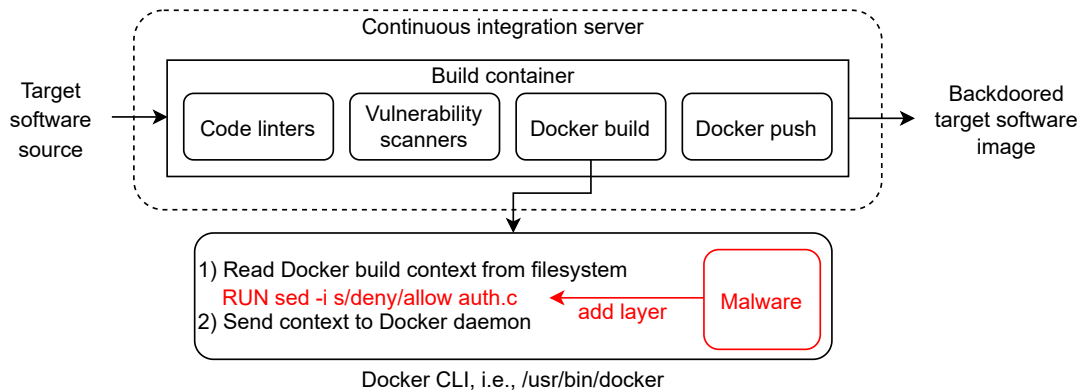 Continuous integration server
Build container
Target
software
source
Code linters
Vulnerability
scanners
Docker build
Docker push
Backdoored
target software
image
1) Read Docker build context from filesystem
RUN sed -i s/deny/allow auth.c
2) Send context to Docker daemon
add layer
Malware
Docker CLI, i.e., /usr/bin/docker